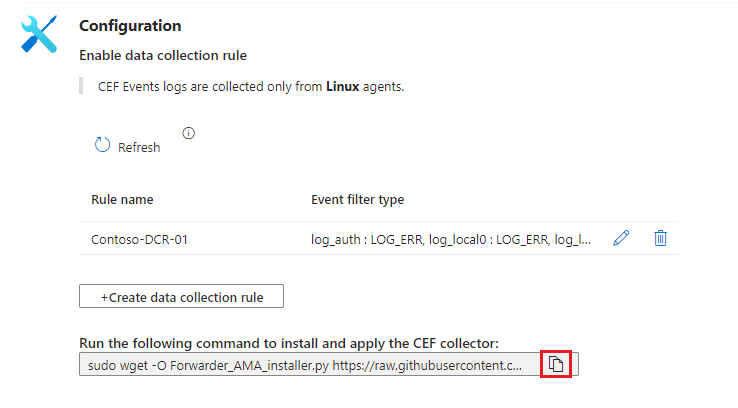 Configuration
Enable data collection rule
CEF Events logs are collected only from Linux agents.
Refresh
Rule name Event filter type
Contoso-DCR-01 log_auth : LOG_ERR, log_local0 : LOG_ERR, log_l...
+Create data collection rule
Run the following command to install and apply the CEF collector:
sudo wget -O Forwarder_AMA_installer.py https://raw.githubusercontent.c...